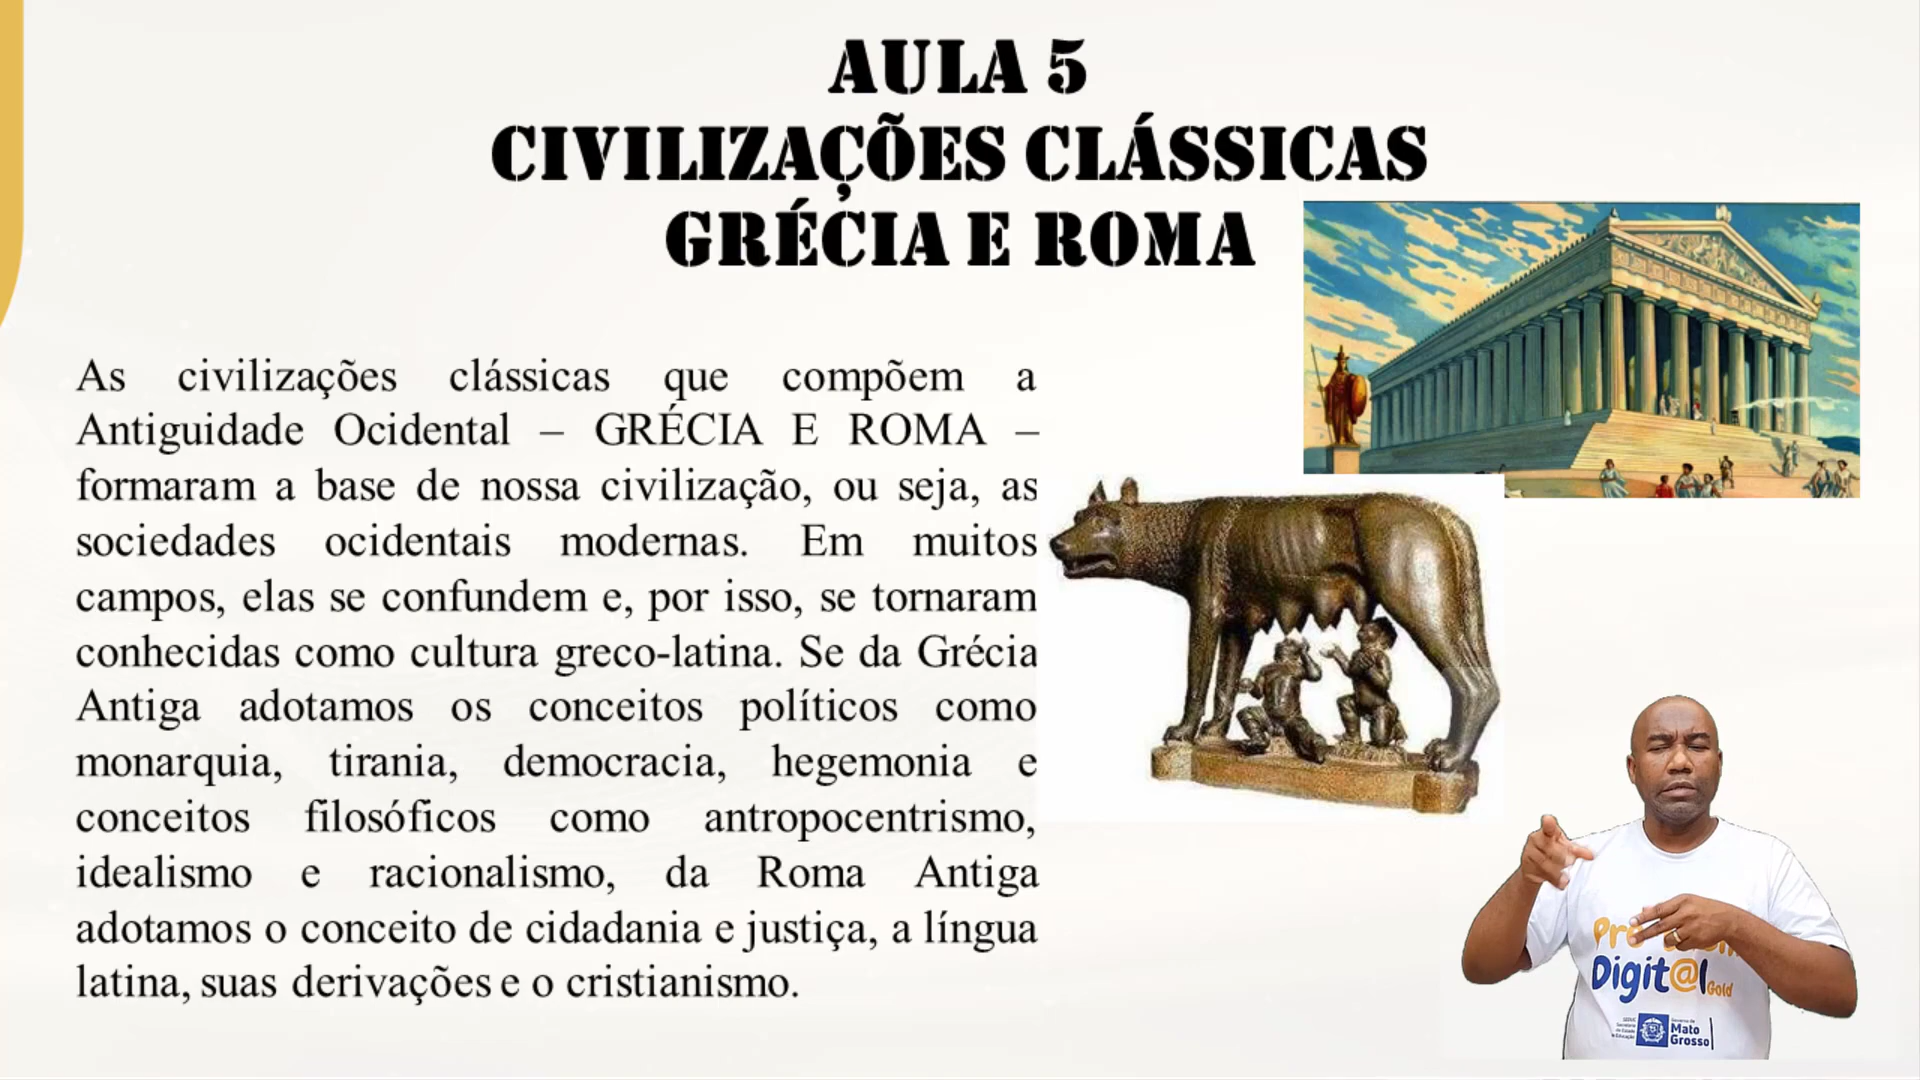 AULA 5
CIVILIZAÇÕES CLÁSSICAS
GRÉCIA E ROMA
As civilizações clássicas que compõem a
Antiguidade Ocidental – GRÉCIA E ROMA –
formaram a base de nossa civilização, ou seja, as
sociedades ocidentais modernas. Em muitos
campos, elas se confundem e, por isso, se tornaram
conhecidas como cultura greco-latina. Se da Grécia
Antiga adotamos os conceitos políticos como
monarquia, tirania, democracia, hegemonia e
conceitos filosóficos como antropocentrismo,
idealismo e racionalismo, da Roma Antiga
adotamos o conceito de cidadania e justiça, a língua
latina, suas derivações e o cristianismo.
Digit@l Gold
Mato
Grosso